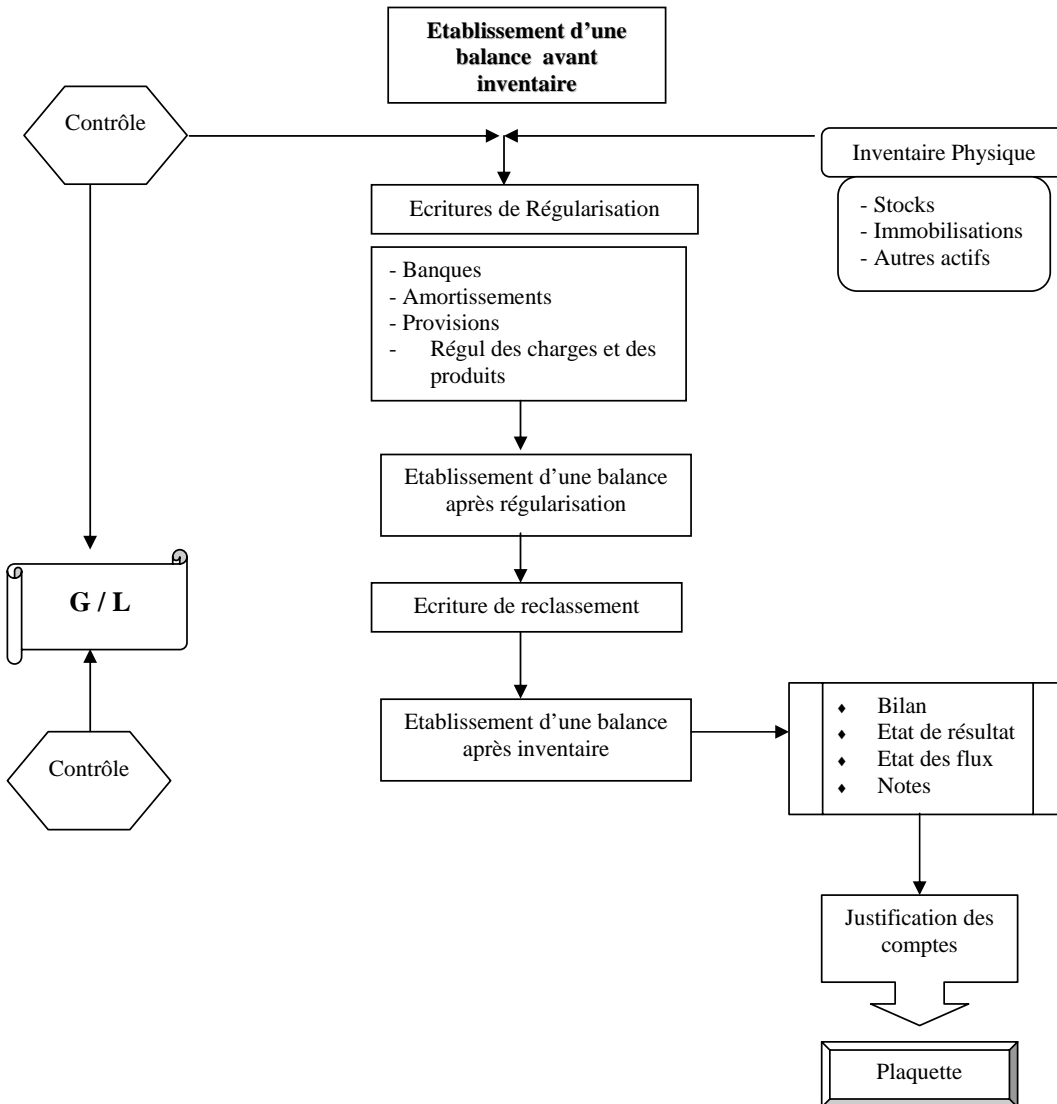 Etablissement d’une
balance avant
inventaire
Contrôle
Inventaire Physique
- Stocks
- Immobilisations
- Autres actifs
Ecritures de Régularisation
- Banques
- Amortissements
- Provisions
- Régul des charges et des
produits
Etablissement d’une balance
après régularisation
G / L
Ecriture de reclassement
Contrôle
Etablissement d’une balance
après inventaire
♦ Bilan
♦ Etat de résultat
♦ Etat des flux
♦ Notes
Justification des
comptes
Plaquette